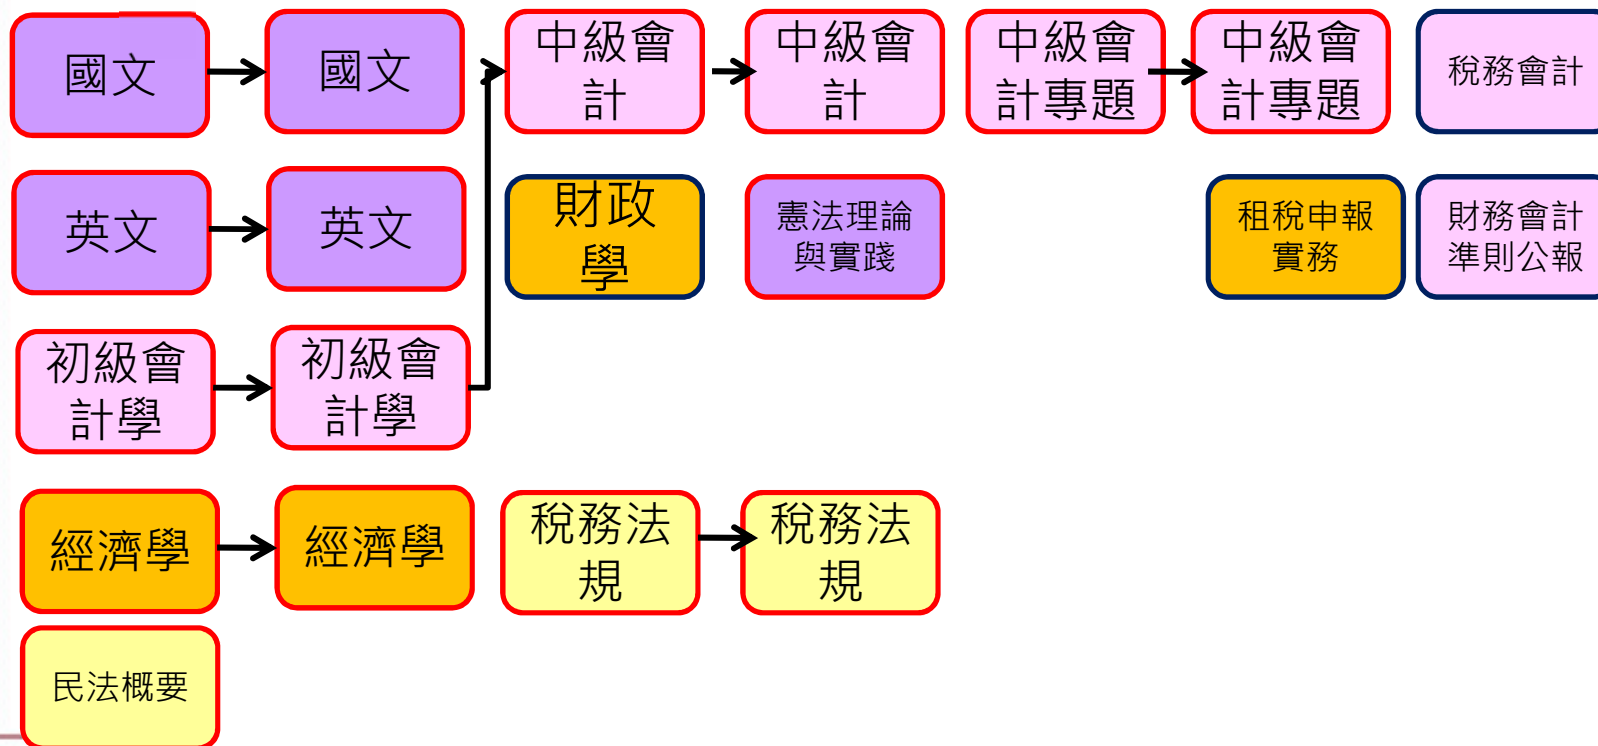 國文
國文
中級會
計
中級會
計
中級會
計專題
中級會
計專題
稅務會計
英文
英文
財政
學
憲法理論
與實踐
租稅申報
實務
財務會計
準則公報
初級會
計學
初級會
計學
經濟學
經濟學
稅務法
規
稅務法
規
民法概要